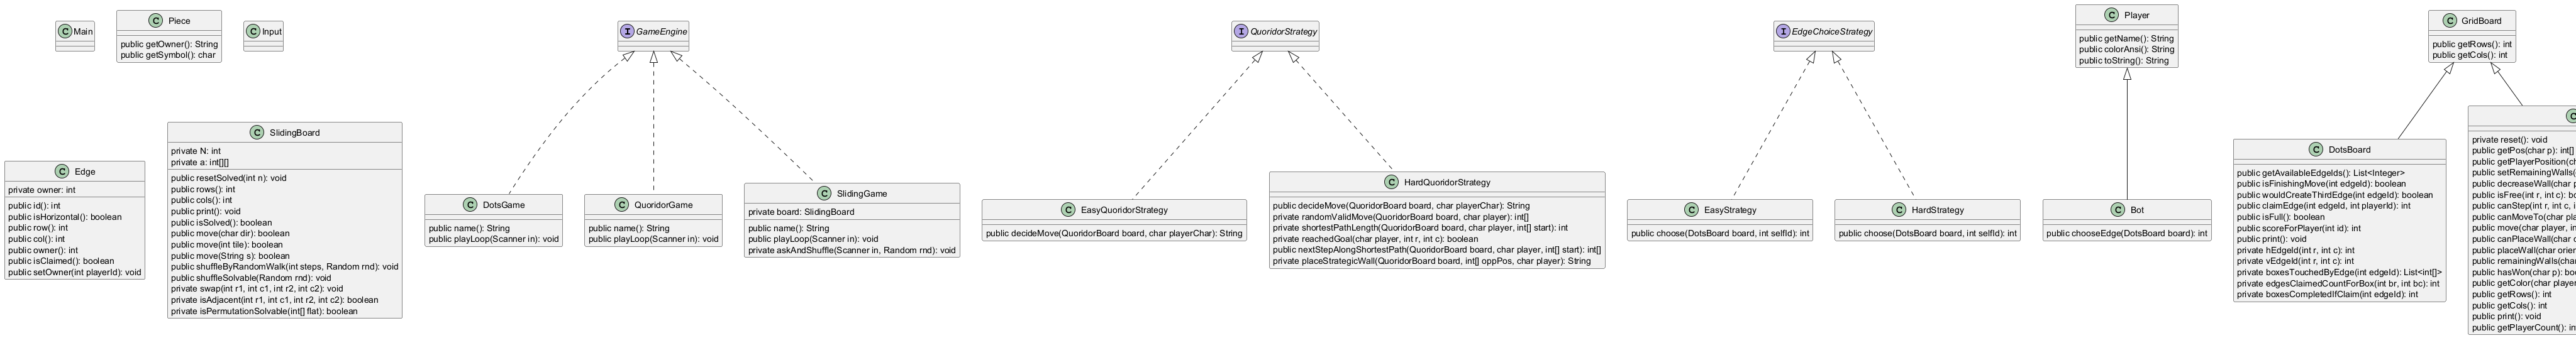 C Main
C Piece
public getOwner(): String
public getSymbol(): char
C Input
I GameEngine
I QuoridorStrategy
I EdgeChoiceStrategy
C Player
public getName(): String
public colorAnsi(): String
public toString(): String
C GridBoard
public getRows(): int
public getCols(): int
C Edge
private owner: int
public id(): int
public isHorizontal(): boolean
public row(): int
public col(): int
public owner(): int
public isClaimed(): boolean
public setOwner(int playerId): void
C SlidingBoard
private N: int
private a: int[][]
public resetSolved(int n): void
public rows(): int
public cols(): int
public print(): void
public isSolved(): boolean
public move(char dir): boolean
public move(int tile): boolean
public move(String s): boolean
public shuffleByRandomWalk(int steps, Random rnd): void
public shuffleSolvable(Random rnd): void
private swap(int r1, int c1, int r2, int c2): void
private isAdjacent(int r1, int c1, int r2, int c2): boolean
private isPermutationSolvable(int[] flat): boolean
C DotsGame
public name(): String
public playLoop(Scanner in): void
C QuoridorGame
public name(): String
public playLoop(Scanner in): void
C SlidingGame
private board: SlidingBoard
public name(): String
public playLoop(Scanner in): void
private askAndShuffle(Scanner in, Random rnd): void
C EasyQuoridorStrategy
public decideMove(QuoridorBoard board, char playerChar): String
C HardQuoridorStrategy
public decideMove(QuoridorBoard board, char playerChar): String
private randomValidMove(QuoridorBoard board, char player): int[]
private shortestPathLength(QuoridorBoard board, char player, int[] start): int
private reachedGoal(char player, int r, int c): boolean
public nextStepAlongShortestPath(QuoridorBoard board, char player, int[] start): int[]
private placeStrategicWall(QuoridorBoard board, int[] oppPos, char player): String
C EasyStrategy
public choose(DotsBoard board, int selfId): int
C HardStrategy
public choose(DotsBoard board, int selfId): int
C Bot
public chooseEdge(DotsBoard board): int
C DotsBoard
public getAvailableEdgeIds(): List<Integer>
public isFinishingMove(int edgeId): boolean
public wouldCreateThirdEdge(int edgeId): boolean
public claimEdge(int edgeId, int playerId): int
public isFull(): boolean
public scoreForPlayer(int id): int
public print(): void
private hEdgeId(int r, int c): int
private vEdgeId(int r, int c): int
private boxesTouchedByEdge(int edgeId): List<int[]>
private edgesClaimedCountForBox(int br, int bc): int
private boxesCompletedIfClaim(int edgeId): int
private reset(): void
public getPos(char p): int[]
public getPlayerPosition(ch
public setRemainingWalls(
public decreaseWall(char p
public isFree(int r, int c): bo
public canStep(int r, int c, i
public canMoveTo(char pla
public move(char player, in
public canPlaceWall(char o
public placeWall(char orien
public remainingWalls(cha
public hasWon(char p): boo
public getColor(char player
public getRows(): int
public getCols(): int
public print(): void
public getPlayerCount(): in